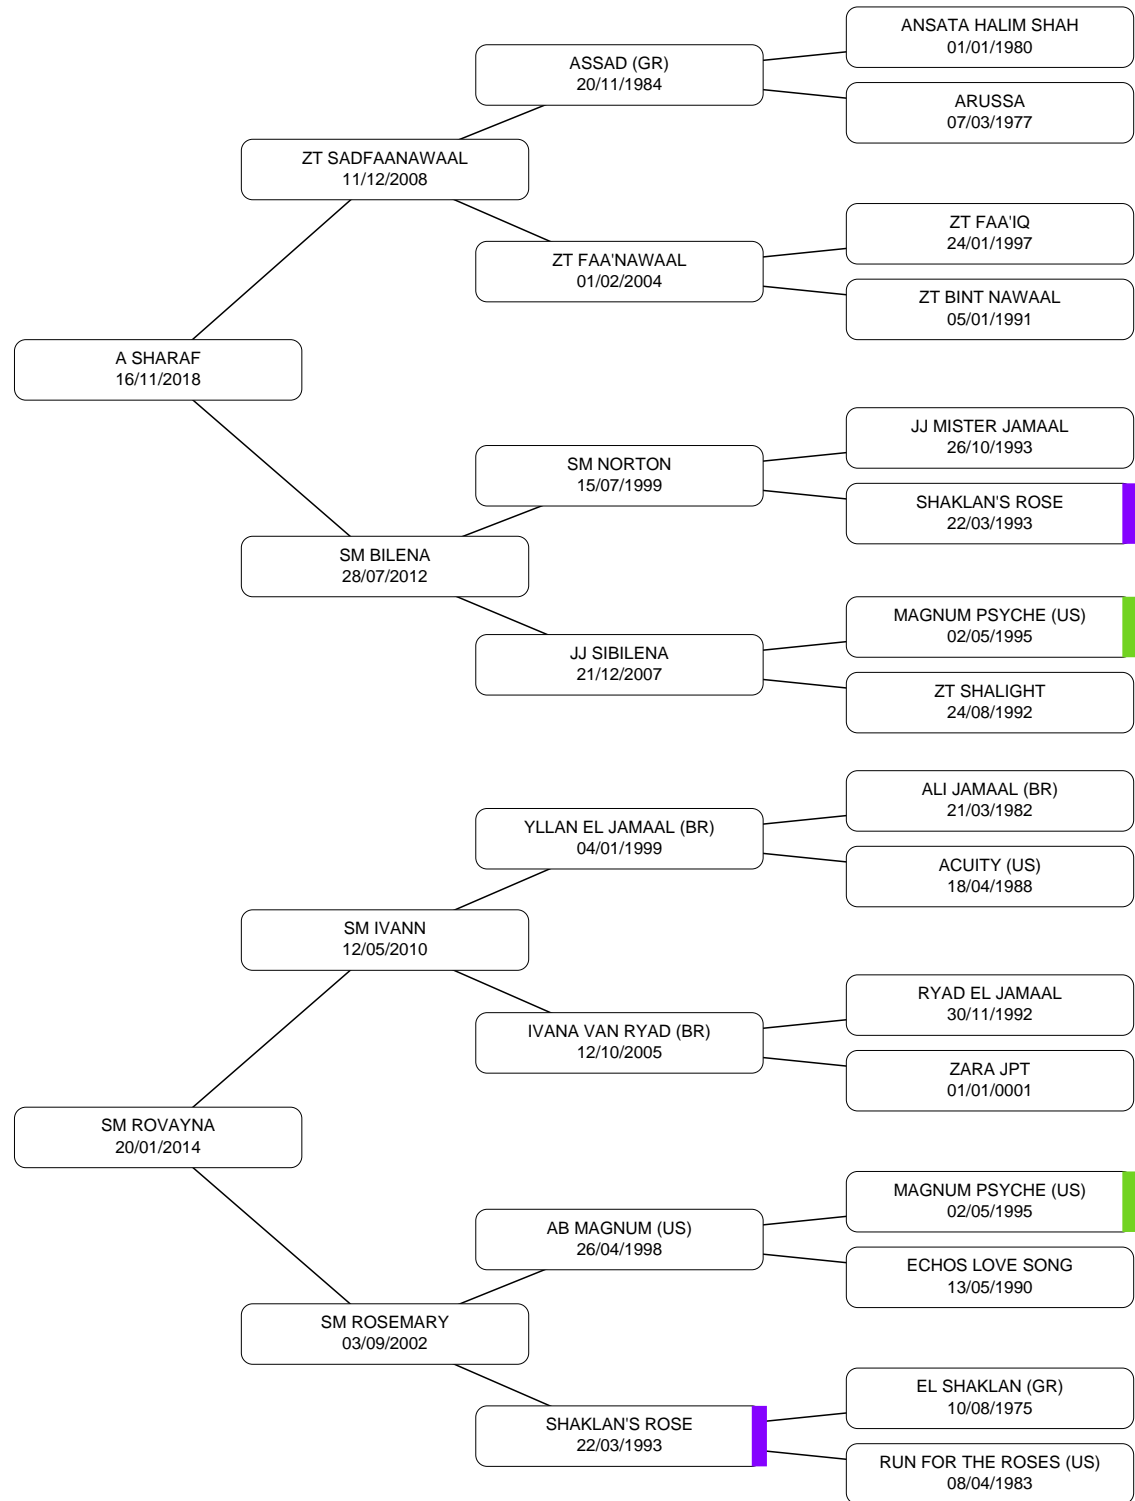 ANSATA HALIM SHAH
01/01/1980
ASSAD (GR)
20/11/1984
ARUSSA
07/03/1977
ZT SADFAANAWAAL
11/12/2008
ZT FAA'IQ
24/01/1997
ZT FAA'NAWAAL
01/02/2004
ZT BINT NAWAAL
05/01/1991
A SHARAF
16/11/2018
JJ MISTER JAMAAL
26/10/1993
SM NORTON
15/07/1999
SHAKLAN'S ROSE
22/03/1993
SM BILENA
28/07/2012
MAGNUM PSYCHE (US)
02/05/1995
JJ SIBILENA
21/12/2007
ZT SHALIGHT
24/08/1992
ALI JAMAAL (BR)
21/03/1982
YLLAN EL JAMAAL (BR)
04/01/1999
ACUITY (US)
18/04/1988
SM IVANN
12/05/2010
RYAD EL JAMAAL
30/11/1992
IVANA VAN RYAD (BR)
12/10/2005
ZARA JPT
01/01/0001
SM ROVAYNA
20/01/2014
MAGNUM PSYCHE (US)
02/05/1995
AB MAGNUM (US)
26/04/1998
ECHOS LOVE SONG
13/05/1990
SM ROSEMARY
03/09/2002
EL SHAKLAN (GR)
10/08/1975
SHAKLAN'S ROSE
22/03/1993
RUN FOR THE ROSES (US)
08/04/1983